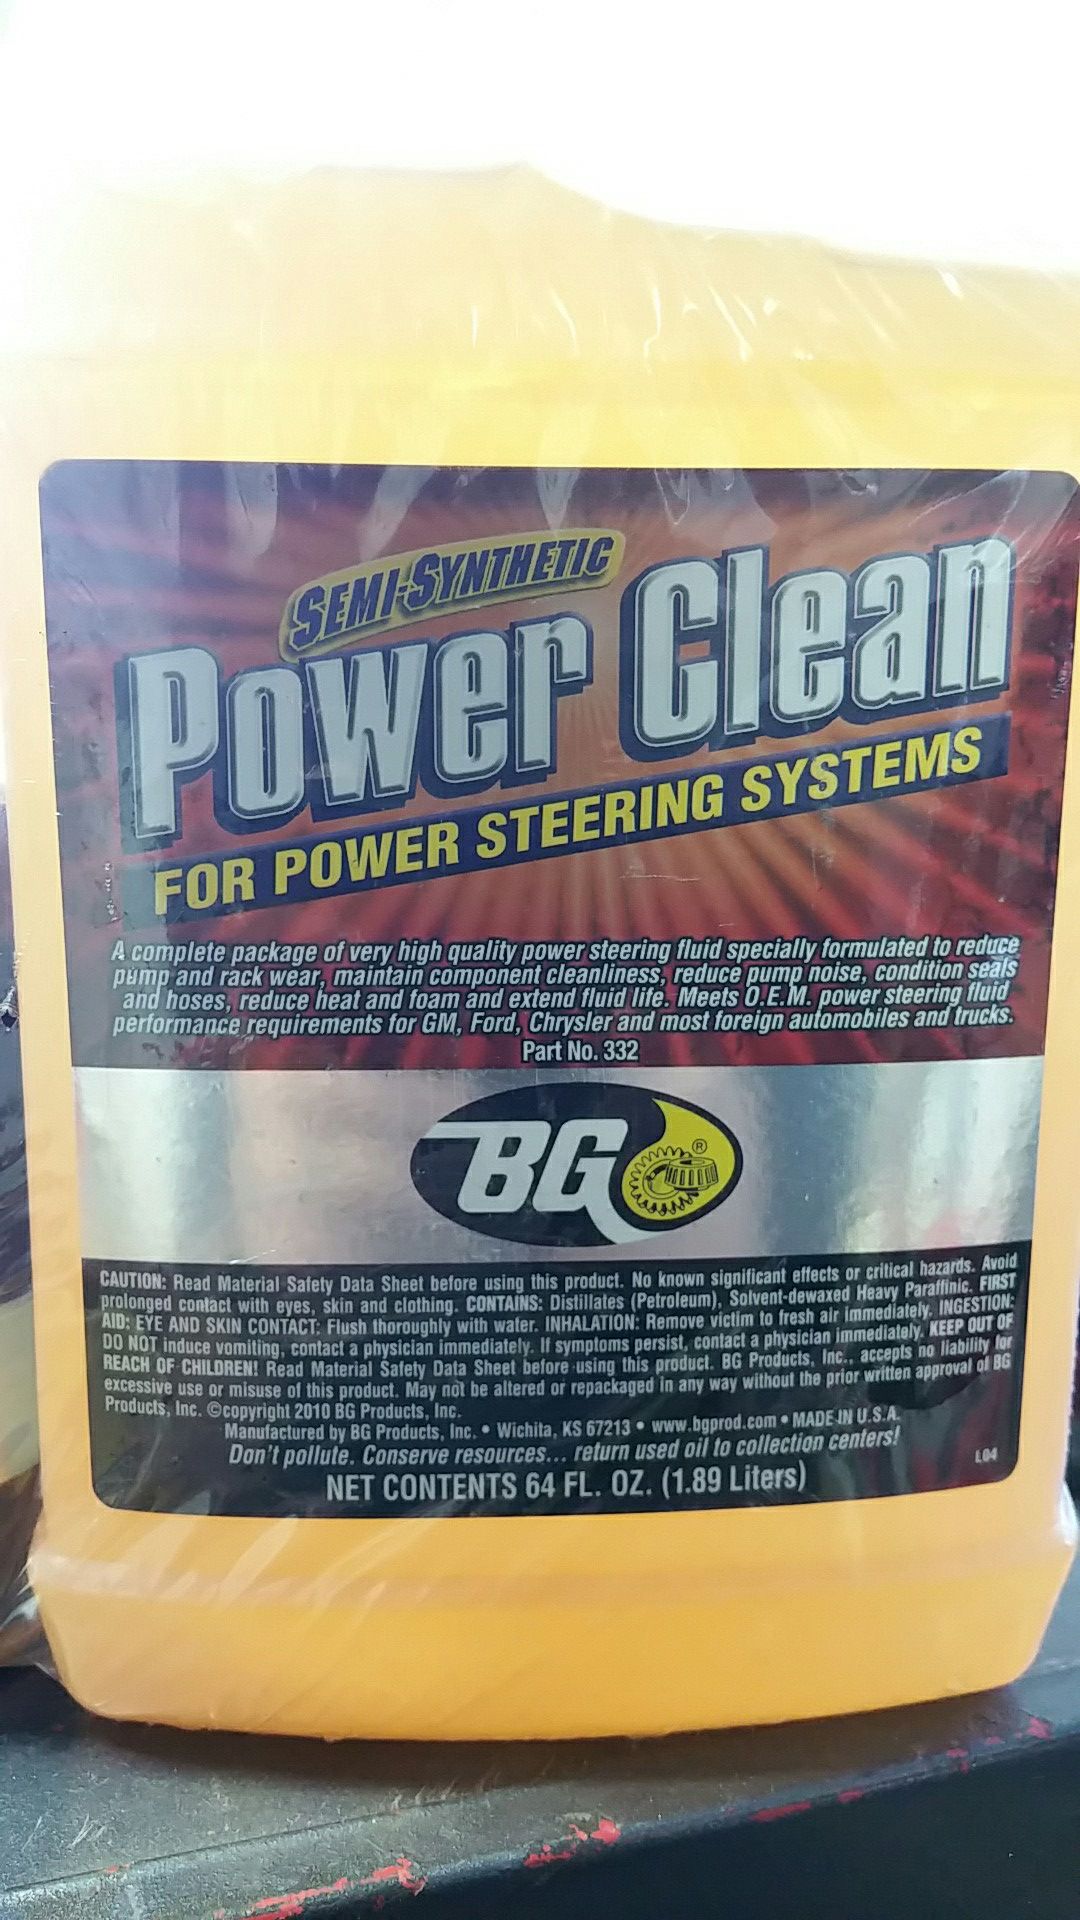 SEMI-SYNTHETIC
Power Clean
FOR POWER STEERING SYSTEMS
A complete package of very high quality power steering fluid specially formulated to reduce
pump and rack wear, maintain component cleanliness, reduce pump noise, condition seals
and hoses, reduce heat and foam and extend fluid life. Meets O.E.M. power steering fluid
performance requirements for GM, Ford, Chrysler and most foreign automobiles and trucks.
Part No. 332
BG®
CAUTION: Read Material Safety Data Sheet before using this product. No known significant effects or critical hazards. Avoid
prolonged contact with eyes, skin and clothing. CONTAINS: Distillates (Petroleum), Solvent-dewaxed Heavy Paraffinic. FIRST
AID: EYE AND SKIN CONTACT: Flush thoroughly with water. INHALATION: Remove victim to fresh air immediately. INGESTION:
DO NOT induce vomiting, contact a physician immediately. If symptoms persist, contact a physician immediately. KEEP OUT OF
REACH OF CHILDREN! Read Material Safety Data Sheet before using this product. BG Products, Inc., accepts no liability for
excessive use or misuse of this product. May not be altered or repackaged in any way without the prior written approval of BG
Products, Inc. ©copyright 2010 BG Products, Inc.
Manufactured by BG Products, Inc. • Wichita, KS 67213 • www.bgprod.com • MADE IN U.S.A.
Don't pollute. Conserve resources... return used oil to collection centers!
L04
NET CONTENTS 64 FL. OZ. (1.89 Liters)